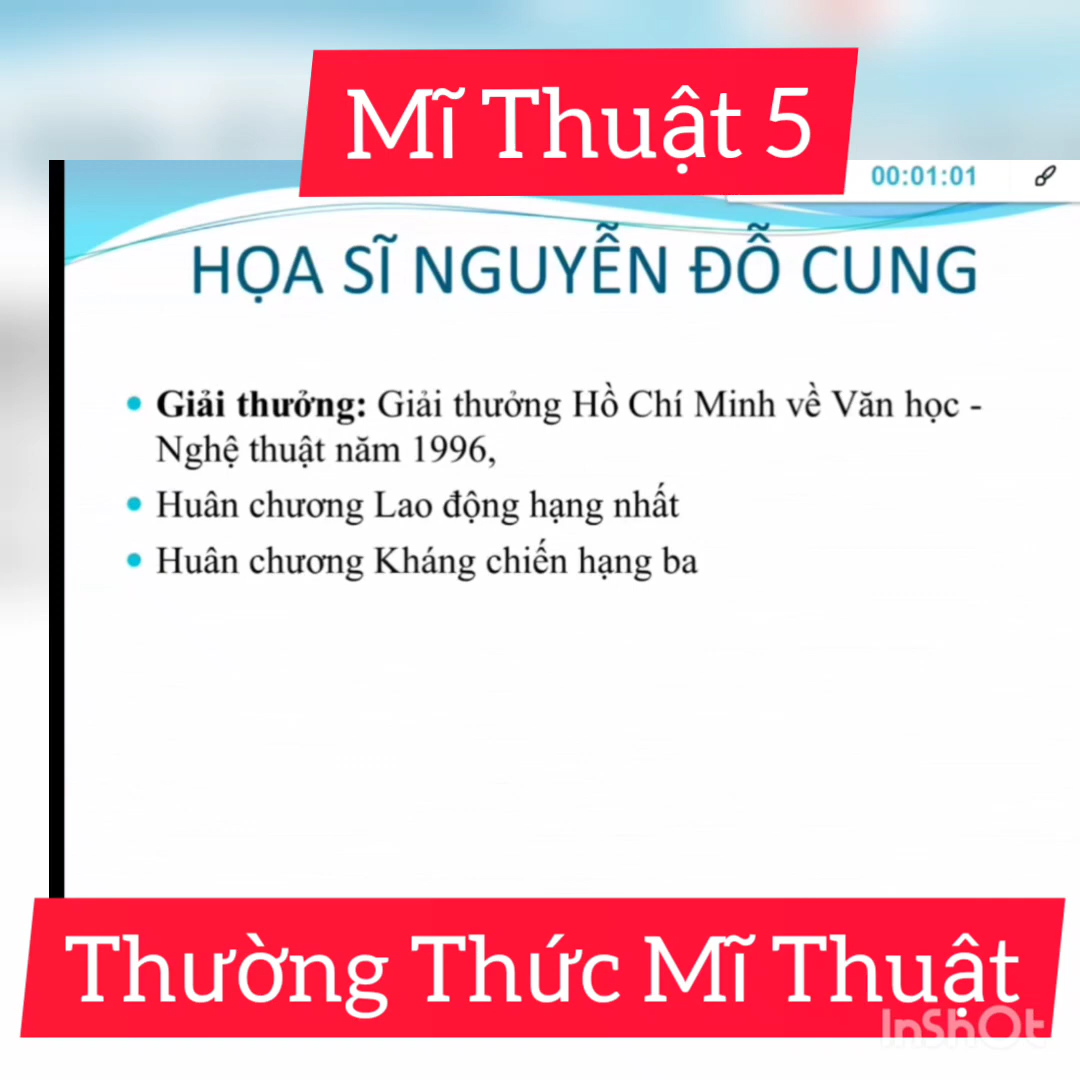 Mĩ Thuật 5
00:01:01
HỌA SĨ NGUYỄN ĐỖ CUNG
Giải thưởng: Giải thưởng Hồ Chí Minh về Văn học -
Nghệ thuật năm 1996,
Huân chương Lao động hạng nhất
Huân chương Kháng chiến hạng ba
Thường Thức Mĩ Thuật
InShOt